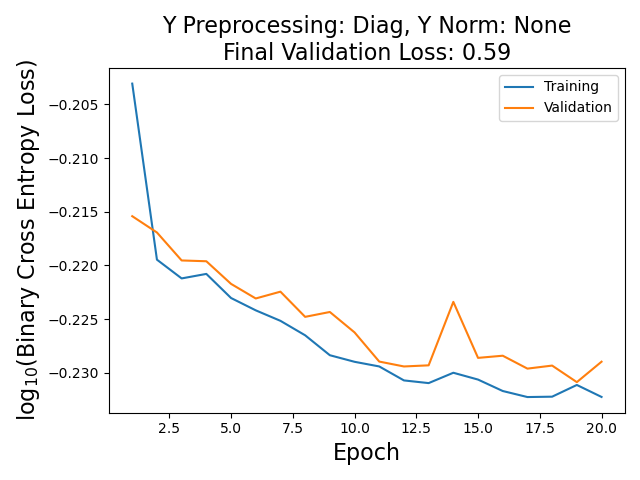 Y Preprocessing: Diag, Y Norm: None
Final Validation Loss: 0.59
log₁₀(Binary Cross Entropy Loss)
−0.205
−0.210
−0.215
−0.220
−0.225
−0.230
Training
Validation
2.5 5.0 7.5 10.0 12.5 15.0 17.5 20.0
Epoch